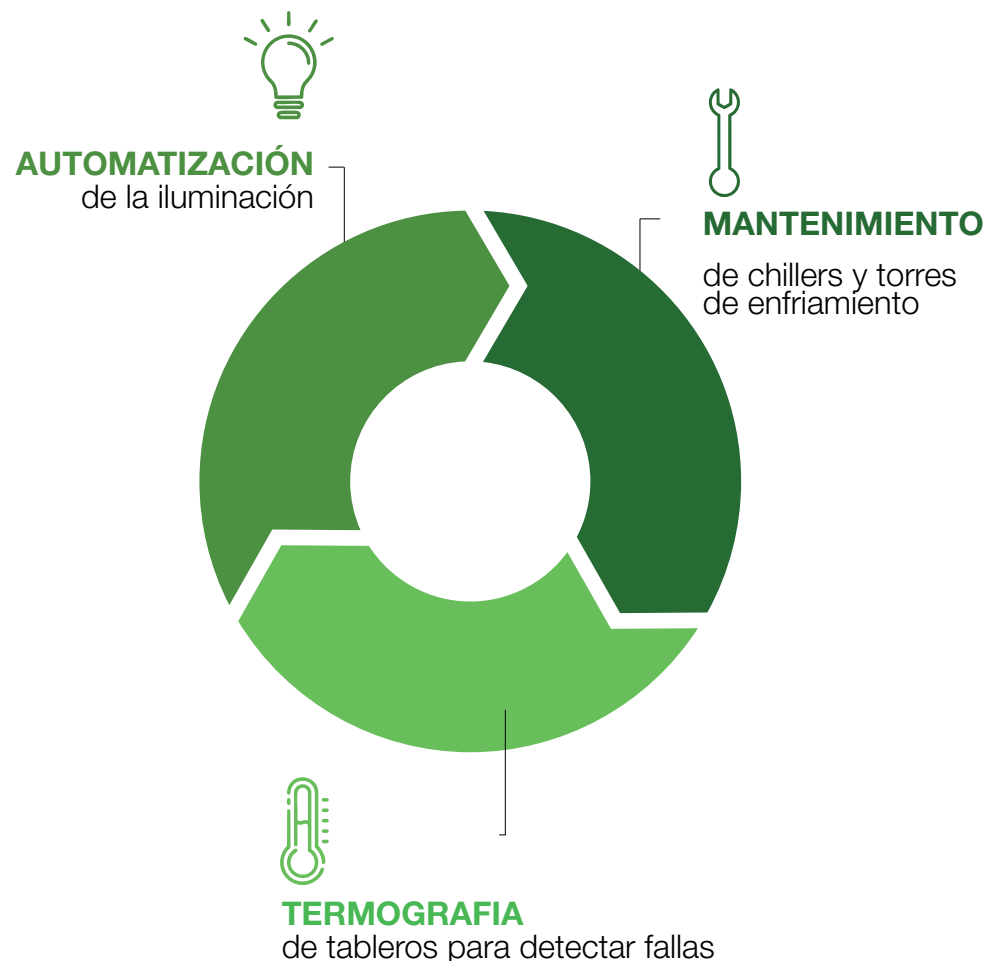 AUTOMATIZACIÓN
de la iluminación
MANTENIMIENTO
de chillers y torres
de enfriamiento
TERMOGRAFIA
de tableros para detectar fallas